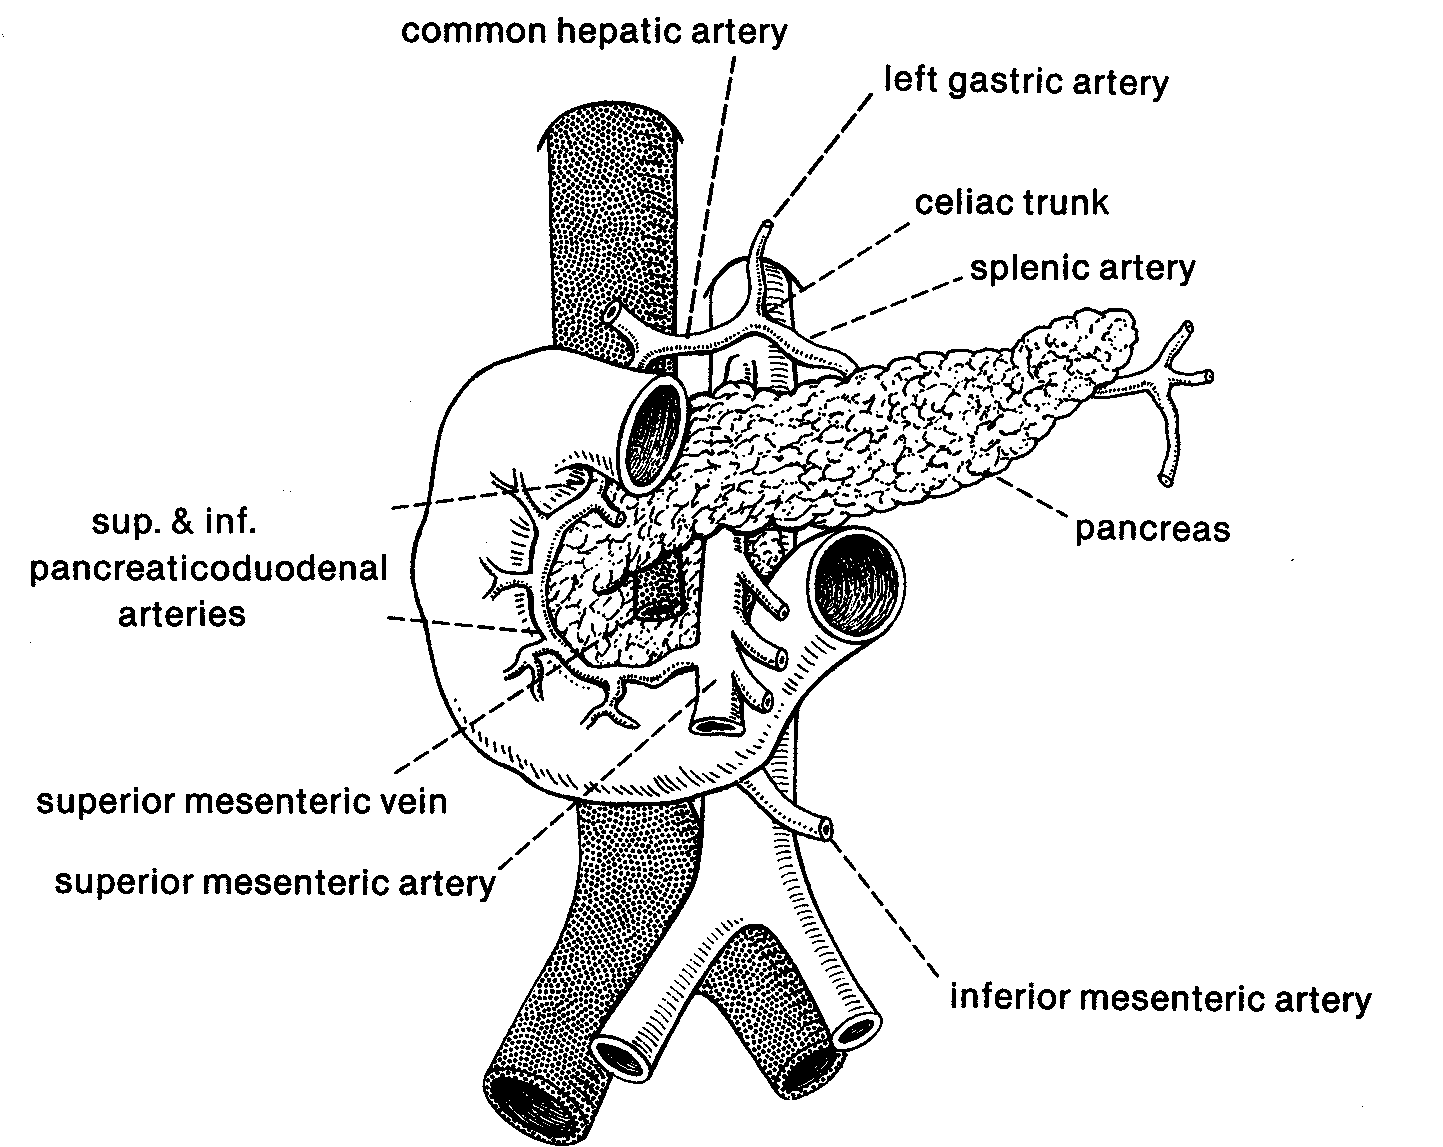 common hepatic artery
left gastric artery
celiac trunk
splenic artery
sup. & inf.
pancreaticoduodenal
arteries
pancreas
superior mesenteric vein
superior mesenteric artery
inferior mesenteric artery